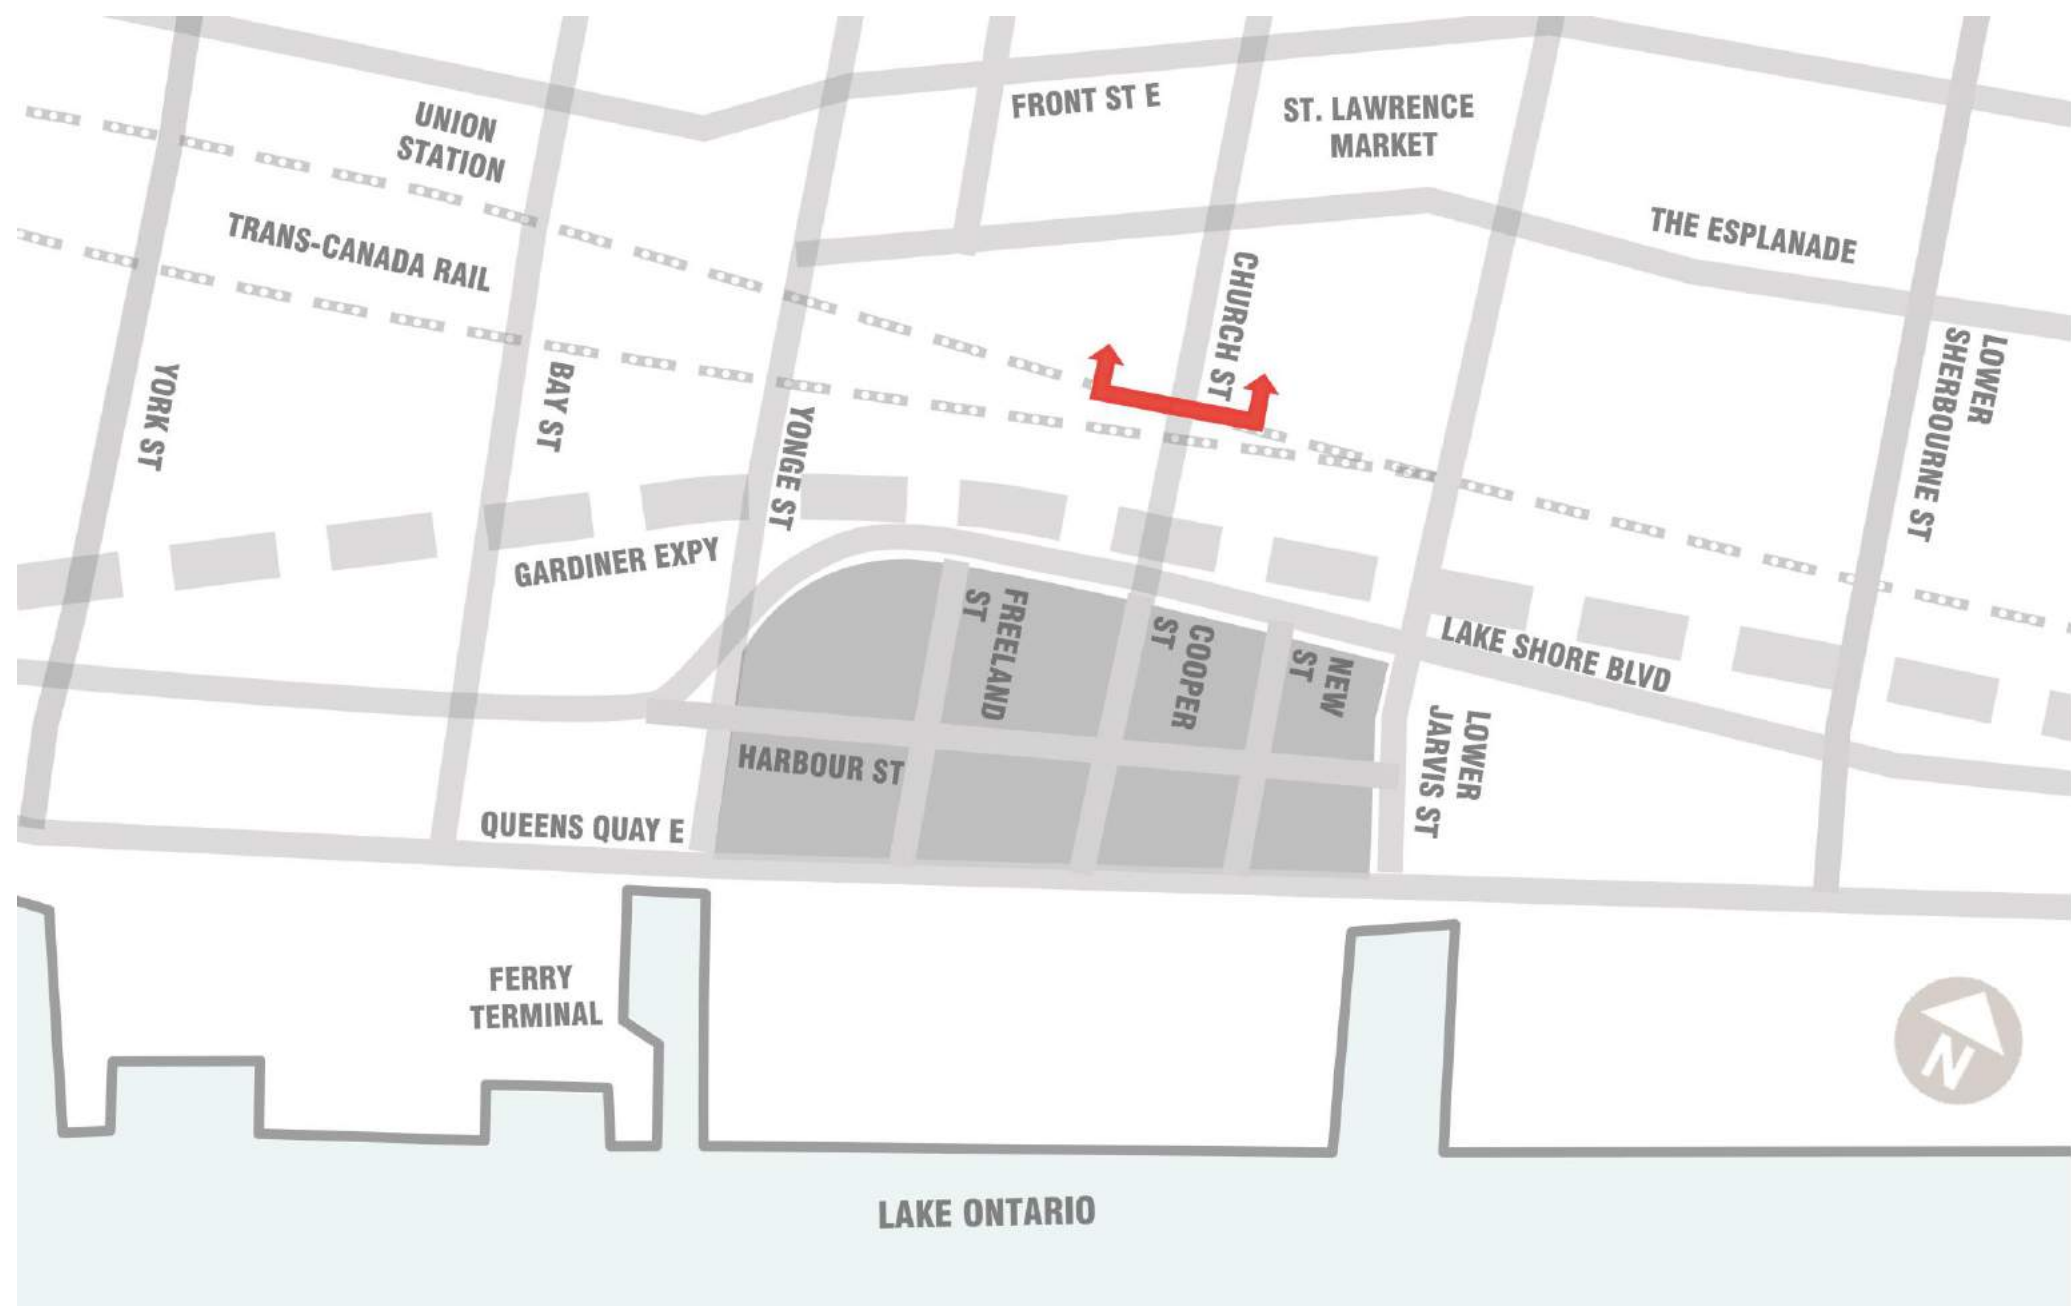 FRONT ST E
ST. LAWRENCE
MARKET
UNION
STATION
TRANS-CANADA RAIL
THE ESPLANADE
CHURCH ST
LOWER
SHERBOURNE ST
YORK ST
BAY ST
YONGE ST
GARDINER EXPY
FREELAND
ST
COOPER
ST
NEW
ST
LAKE SHORE BLVD
LOWER
JARVIS ST
HARBOUR ST
QUEENS QUAY E
FERRY
TERMINAL
N
LAKE ONTARIO